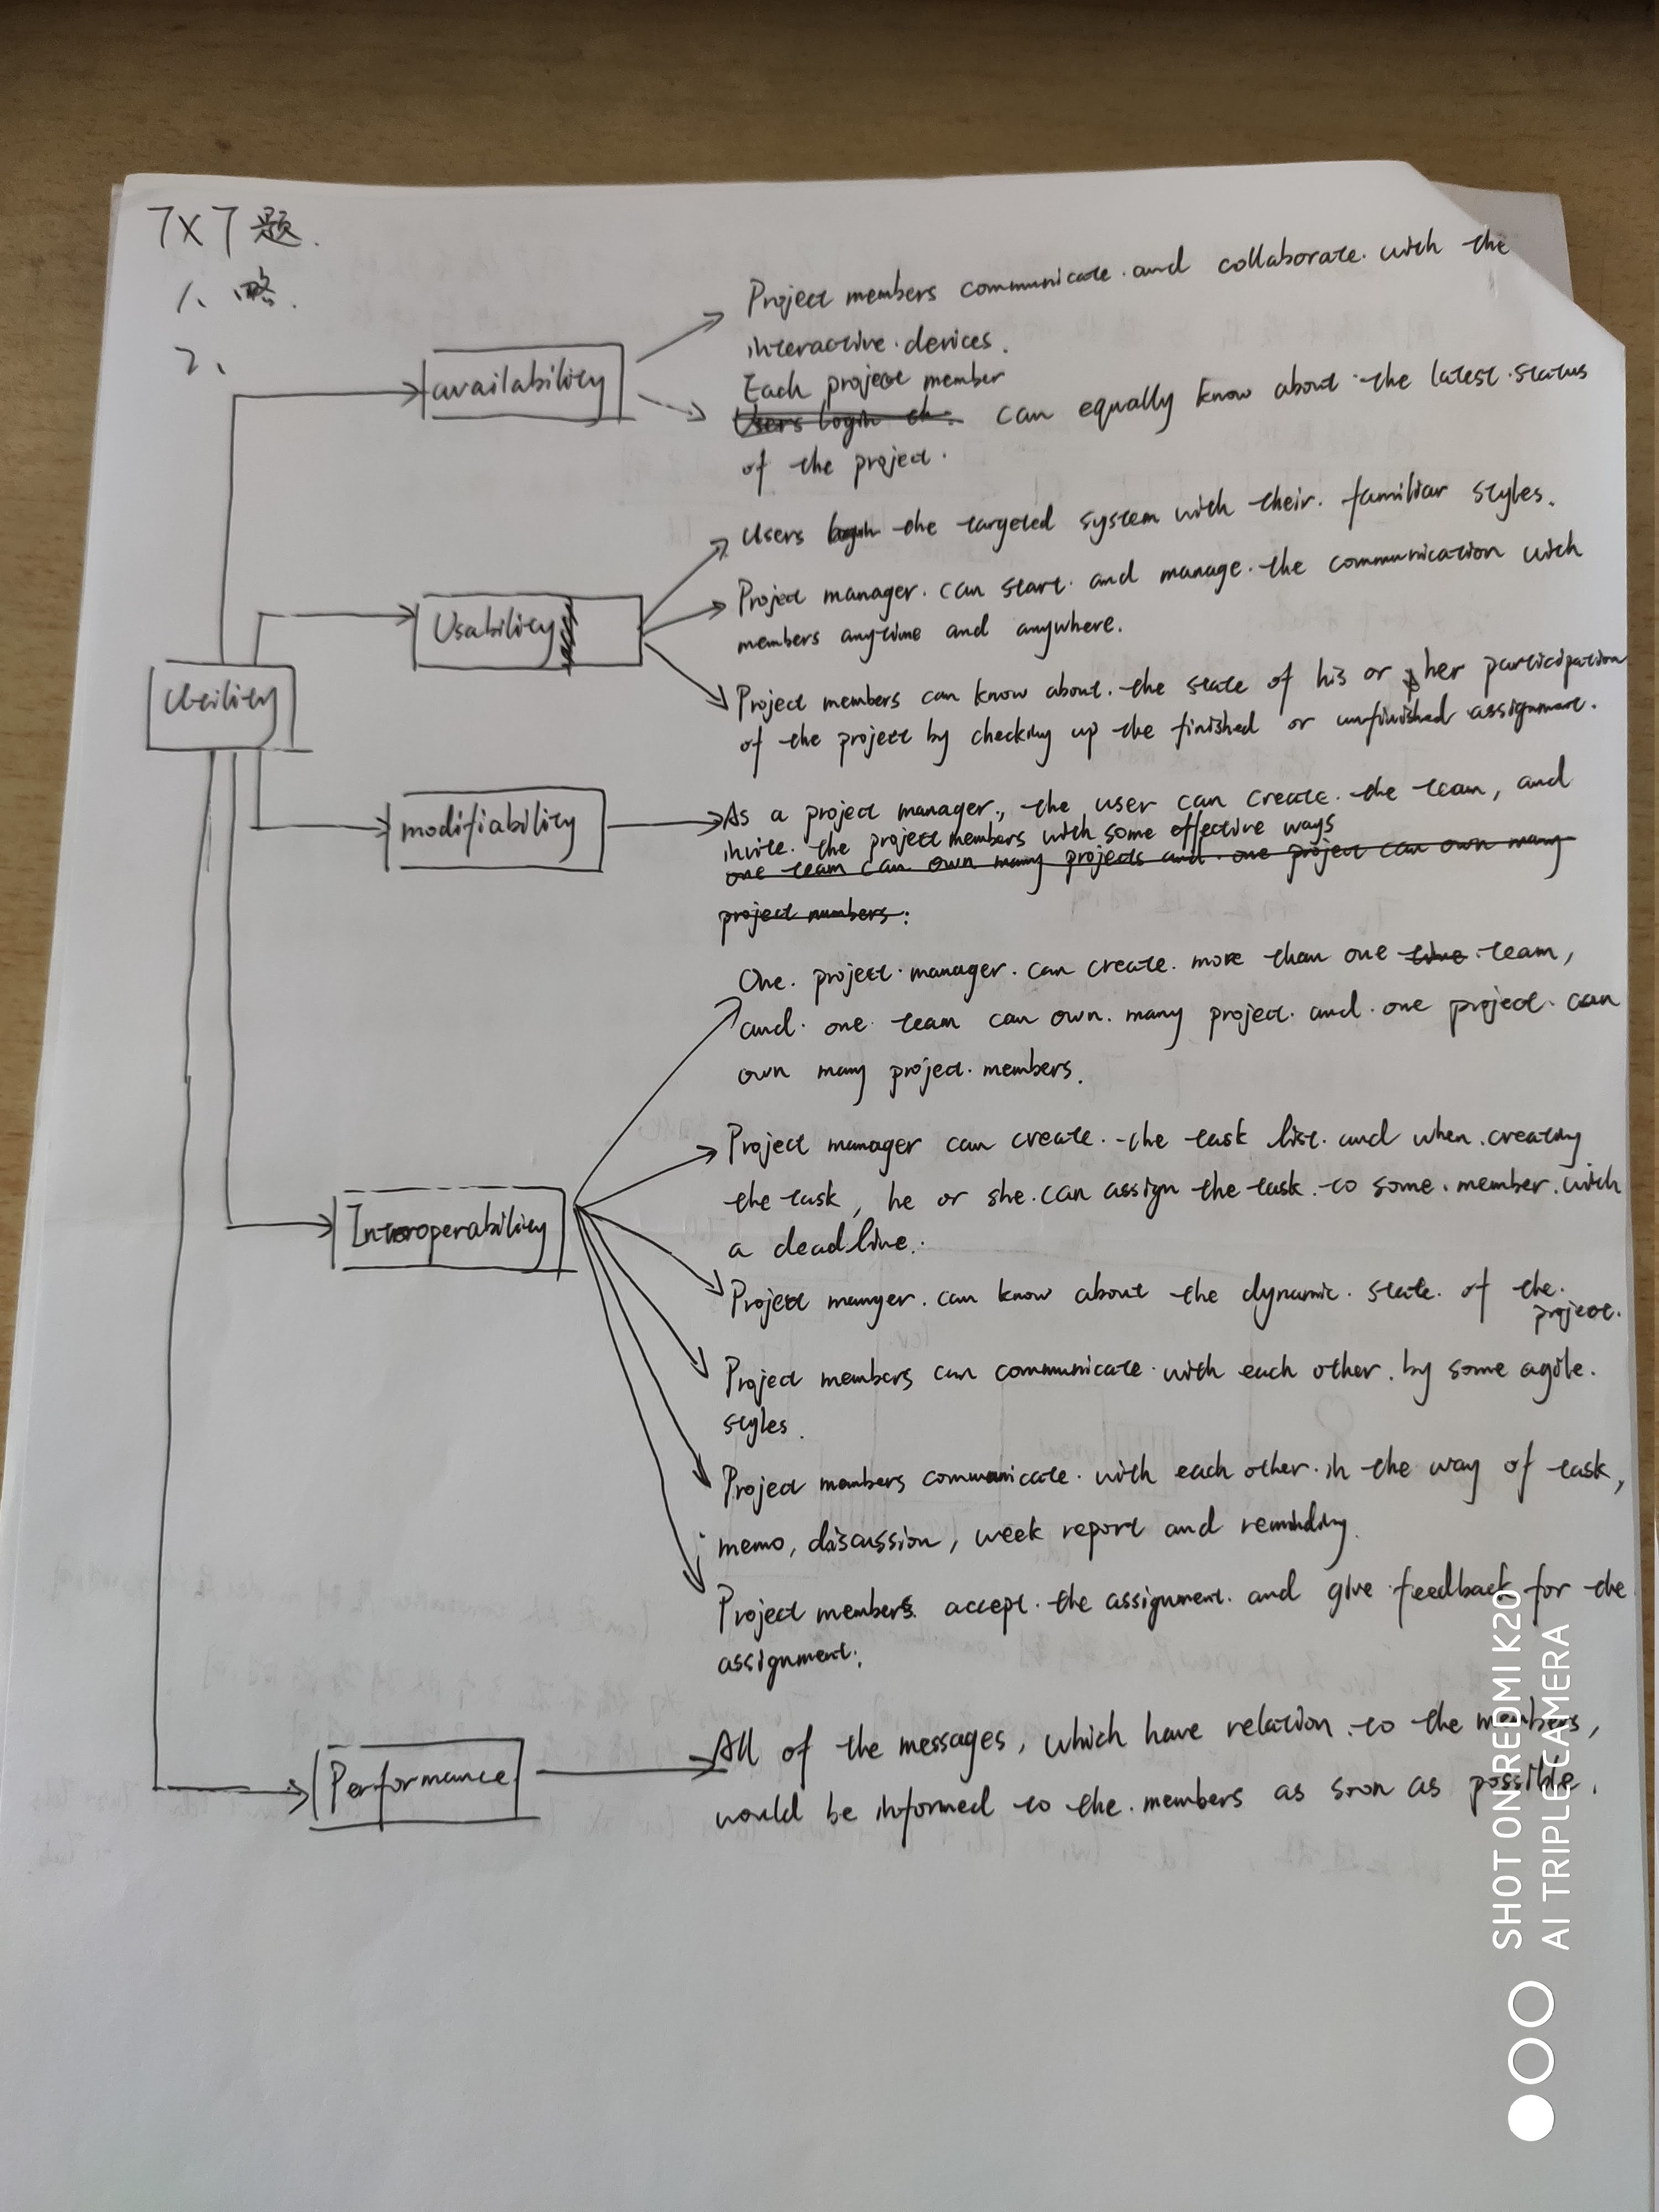 7×7题.
1、略.
2、
Utility
availability
Project members communicate and collaborate with the
interactive devices.
Each project member
Users login
can equally know about the latest status
of the project.
Usability
Users login the targeted system with their familiar styles.
Project manager can start and manage the communication with
members anytime and anywhere.
Project members can know about the state of his or her participation
of the project by checking up the finished or unfinished assignment.
modifiability
As a project manager, the user can create the team, and
invite the project members with some effective ways
one team can own many projects and one project can own many
project numbers.
Interoperability
One project manager can create more than one time team,
and one team can own many project and one project can
own many project members.
Project manager can create the task list and when creating
the task, he or she can assign the task to some member with
a deadline.
Project manager can know about the dynamic state of the
project.
Project members can communicate with each other by some agile
styles.
Project members communicate with each other in the way of task,
memo, discussion, week report and reminding.
Project members accept the assignment and give feedback for the
assignment.
Performance
All of the messages, which have relation to the members,
would be informed to the members as soon as possible.
SHOT ON REDMI K20
AI TRIPLE CAMERA